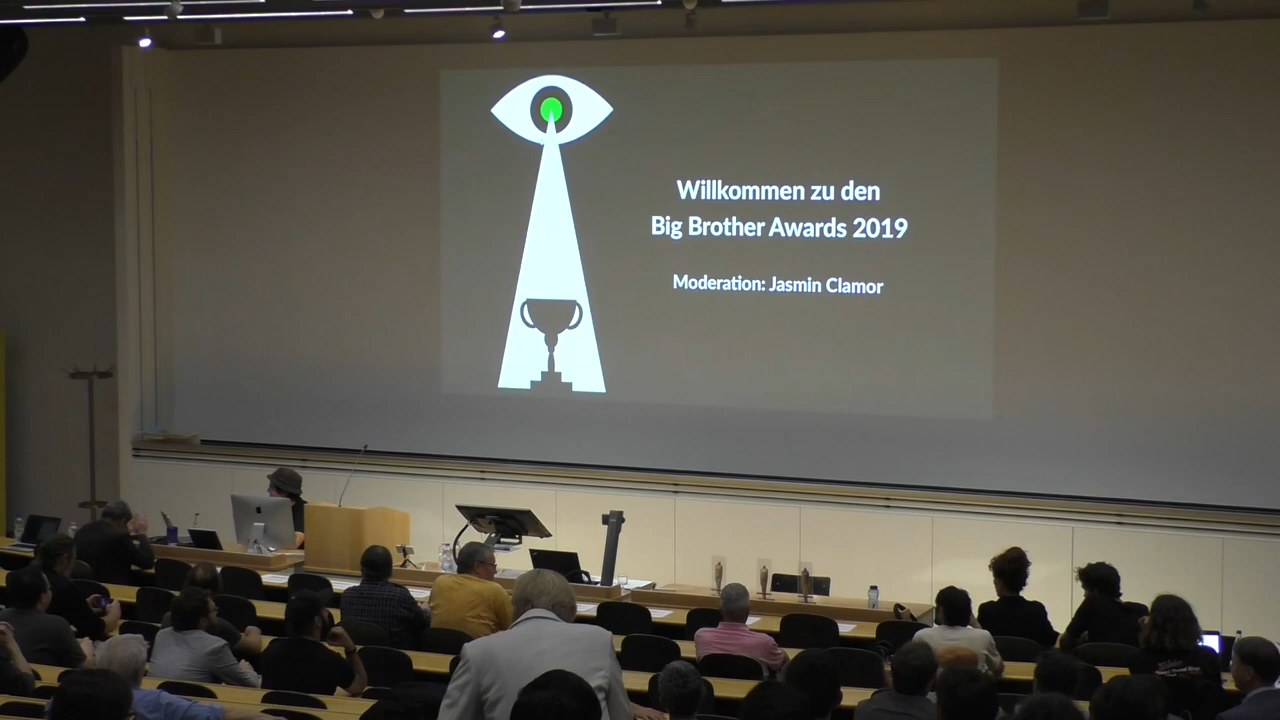 Willkommen zu den
Big Brother Awards 2019
Moderation: Jasmin Clamor